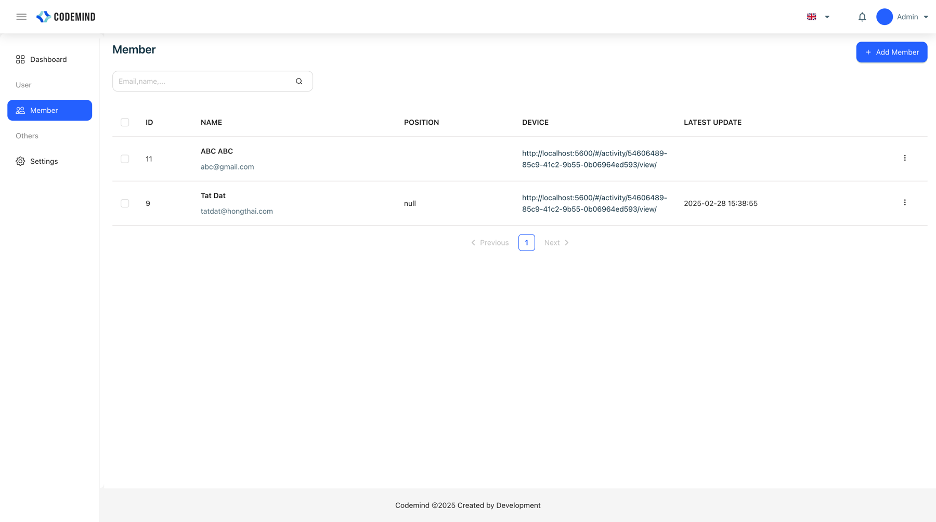 CODEMIND
Admin
Dashboard
User
Member
Others
Settings
Member
+ Add Member
Email,name,...
ID NAME POSITION DEVICE LATEST UPDATE
11 ABC ABC
abc@gmail.com
http://localhost:5600/#/activity/54606489-
85c9-41c2-9b55-0b06964ed593/view/
9 Tat Dat
tatdat@hongthai.com
null
http://localhost:5600/#/activity/54606489-
85c9-41c2-9b55-0b06964ed593/view/
2025-02-28 15:38:55
Previous 1 Next
Codemind ©2025 Created by Development